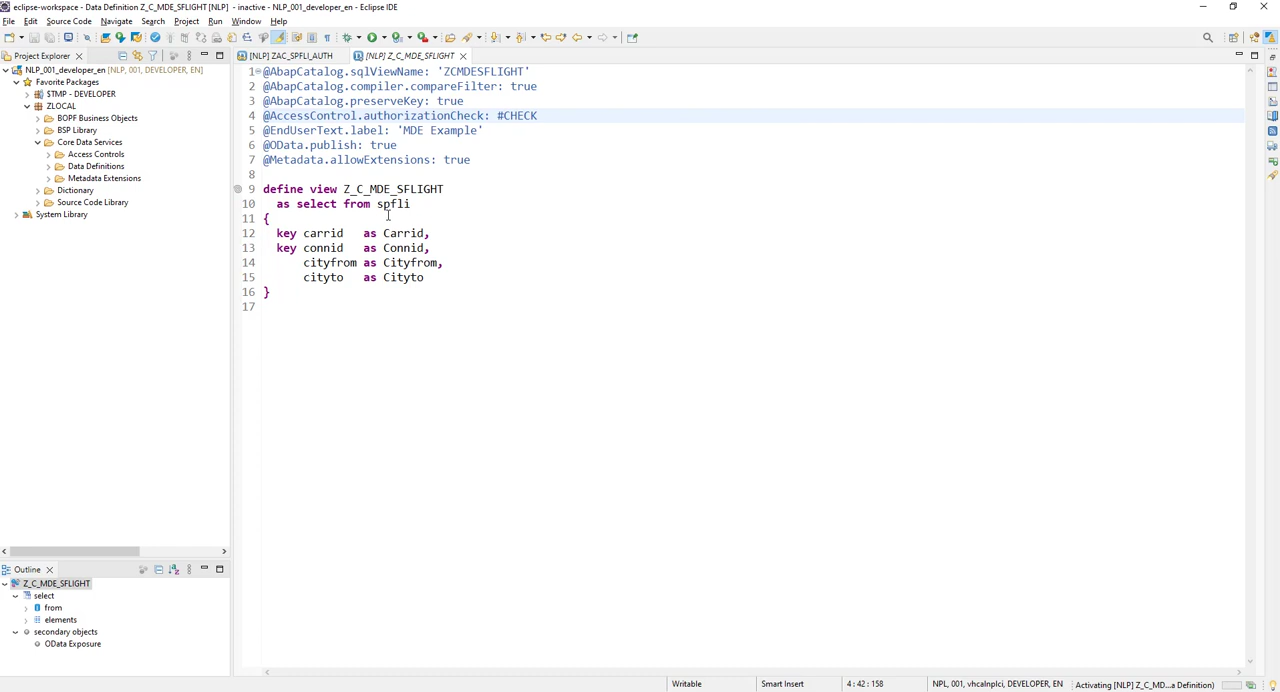 eclipse-workspace - Data Definition Z_C_MDE_SFLIGHT [NLP] - inactive - NLP_001_developer_en - Eclipse IDE
File Edit Source Code Navigate Search Project Run Window Help
Project Explorer
[NLP] ZAC_SPFLI_AUTH
[NLP] Z_C_MDE_SFLIGHT
NLP_001_developer_en [NLP, 001, DEVELOPER, EN]
Favorite Packages
$TMP - DEVELOPER
ZLOCAL
BOPF Business Objects
BSP Library
Core Data Services
Access Controls
Data Definitions
Metadata Extensions
Dictionary
Source Code Library
System Library
1 @AbapCatalog.sqlViewName: 'ZCMDESFLIGHT'
2 @AbapCatalog.compiler.compareFilter: true
3 @AbapCatalog.preserveKey: true
4 @AccessControl.authorizationCheck: #CHECK
5 @EndUserText.label: 'MDE Example'
6 @OData.publish: true
7 @Metadata.allowExtensions: true
8
9 define view Z_C_MDE_SFLIGHT
10 as select from spfli
11 {
12 key carrid as Carrid,
13 key connid as Connid,
14 cityfrom as Cityfrom,
15 cityto as Cityto
16 }
17
Outline
Z_C_MDE_SFLIGHT
select
from
elements
secondary objects
OData Exposure
Writable
Smart Insert
4 : 42 : 158
NPL, 001, vhcalnplci, DEVELOPER, EN
Activating [NLP] Z_C_MD...a Definition)